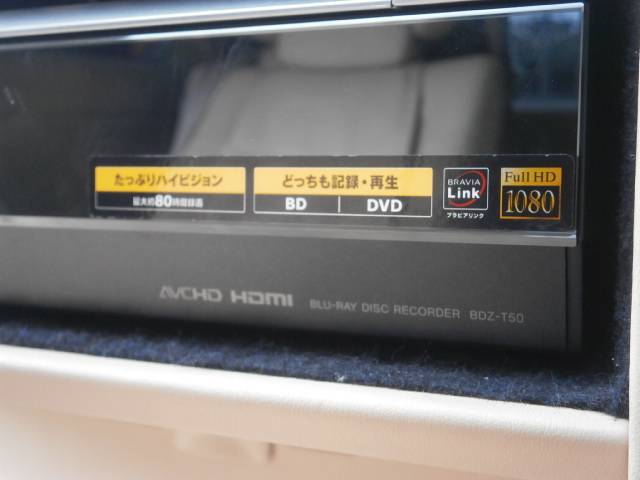 たっぷりハイビジョン
最大約80時間録画
どっちも記録・再生
BD DVD
BRAVIA
Link
ブラビアリンク
Full HD
1080
AVCHD HDMI BLU-RAY DISC RECORDER BDZ-T50